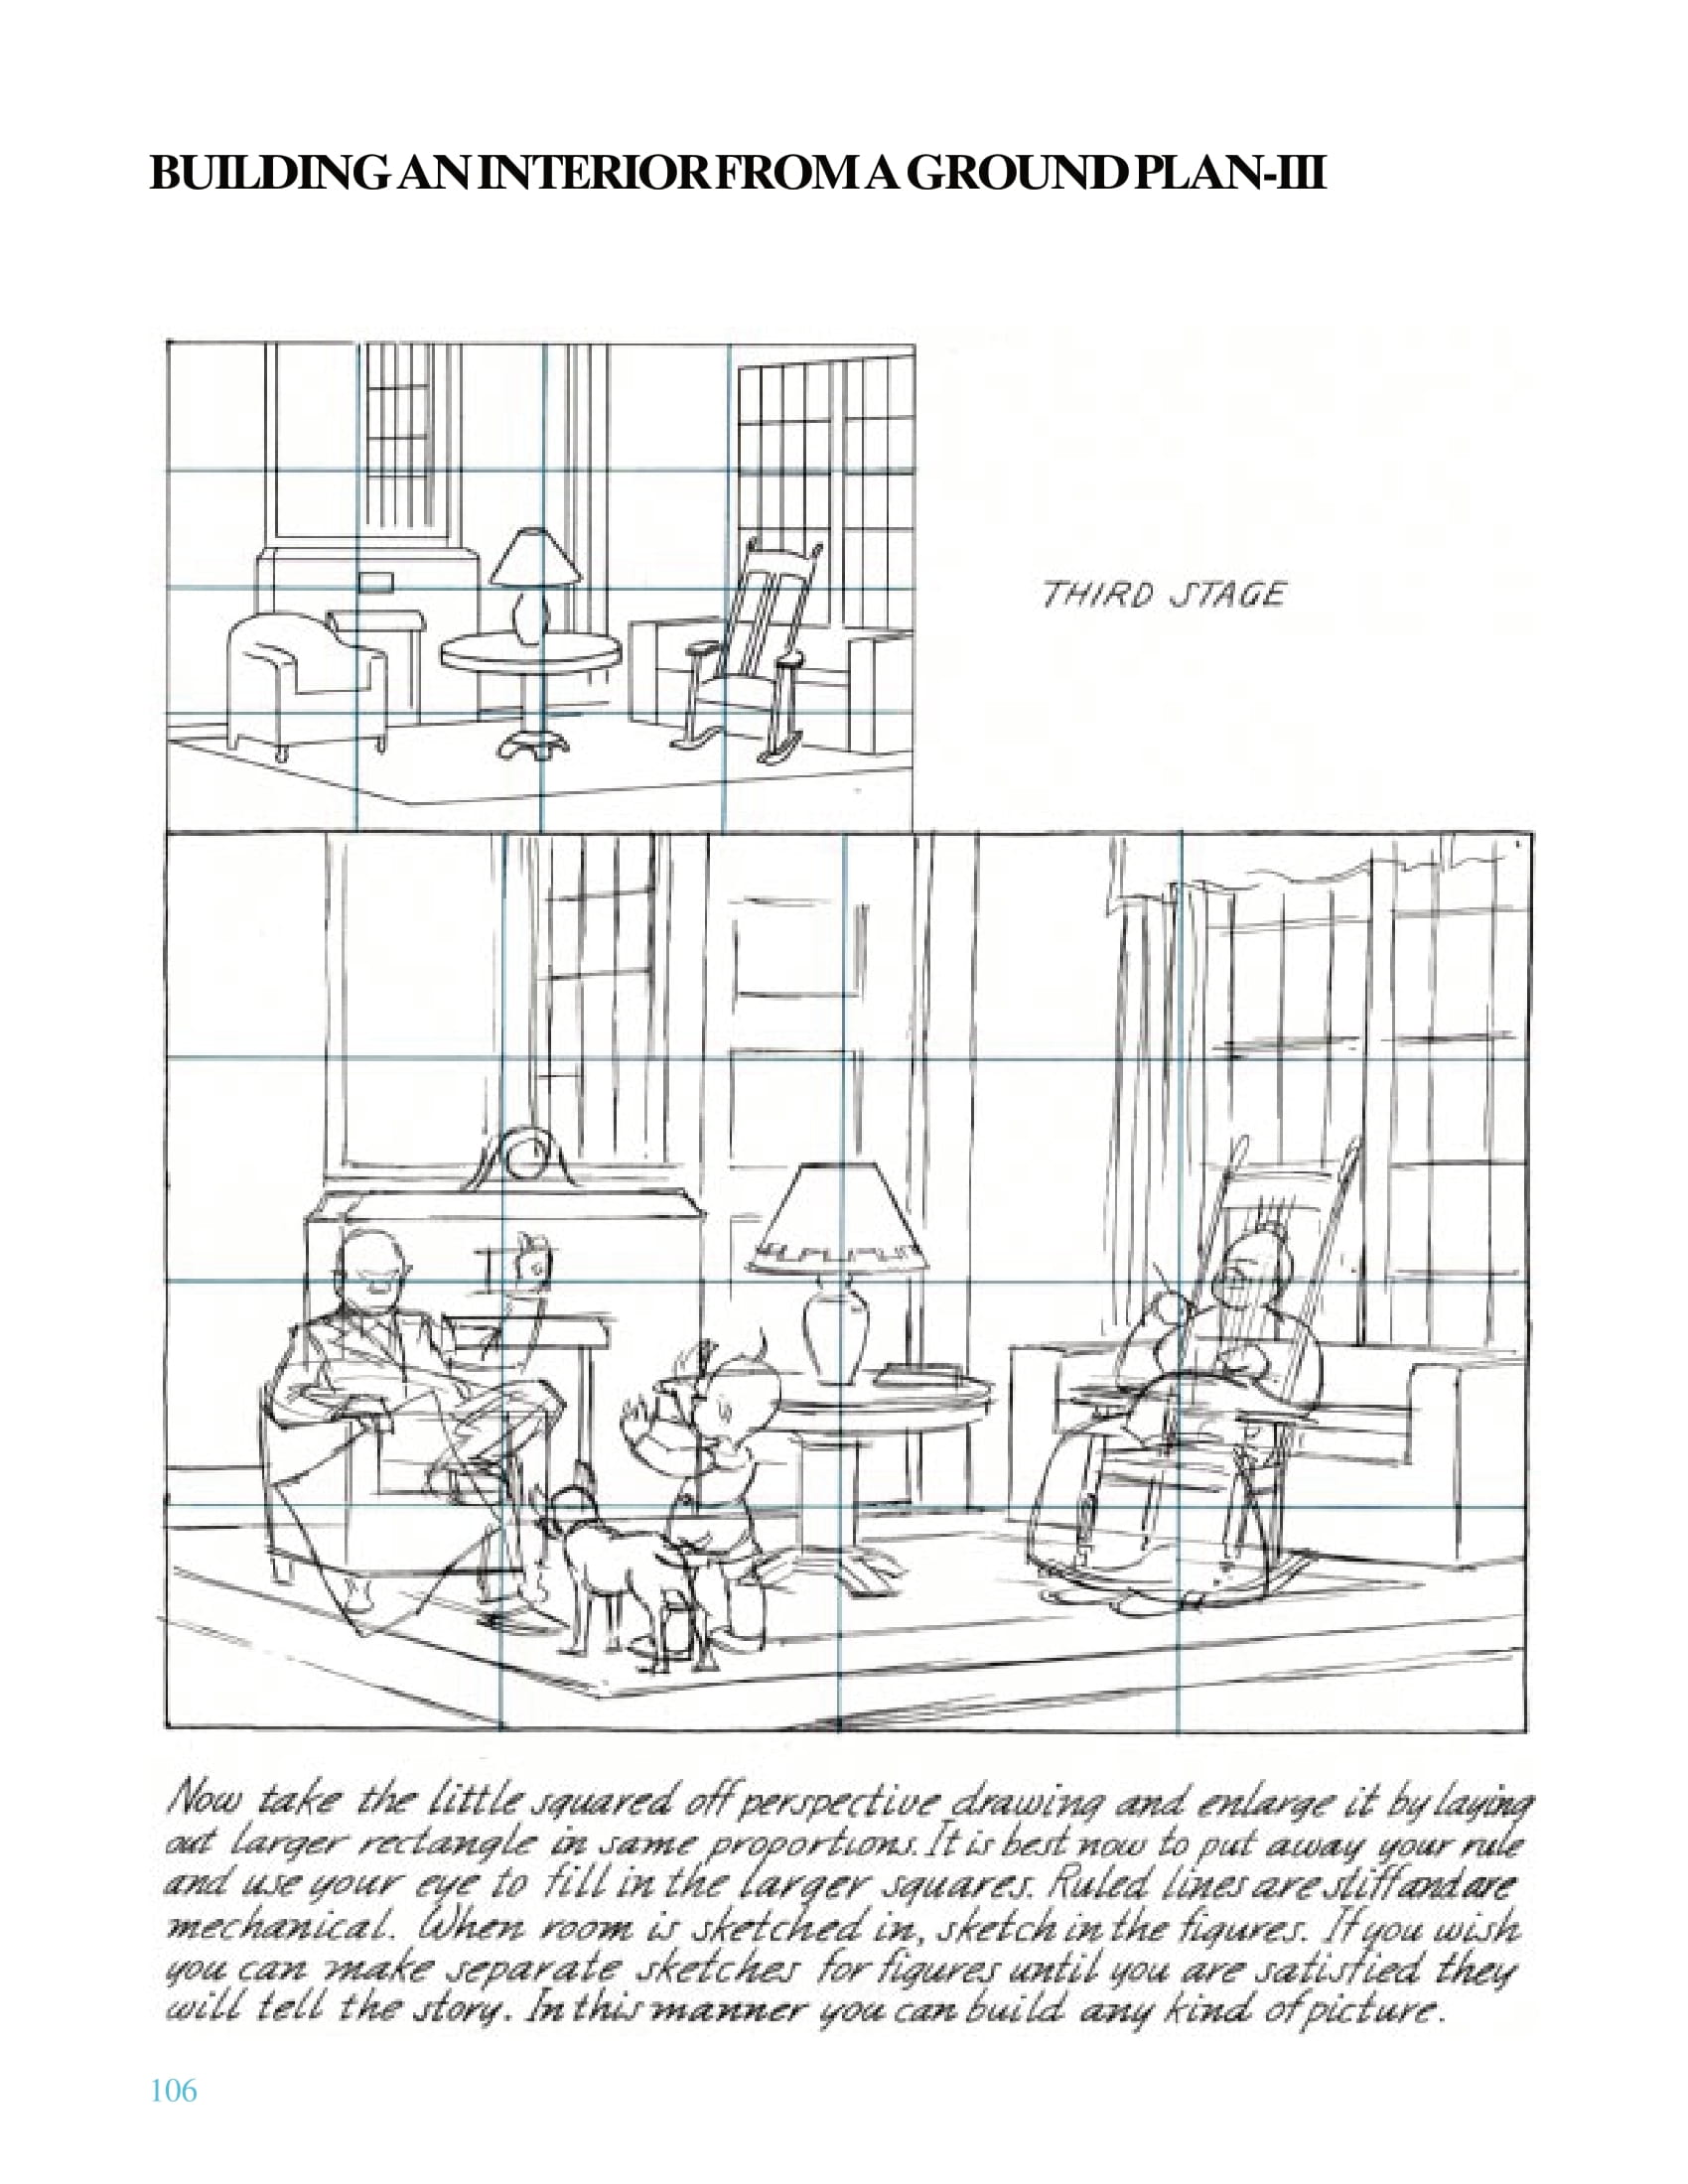 BUILDING AN INTERIOR FROM A GROUND PLAN-III
THIRD STAGE
Now take the little squared off perspective drawing and enlarge it by laying
out larger rectangle in same proportions. It is best now to put away your rule
and use your eye to fill in the larger squares. Ruled lines are stiff and are
mechanical. When room is sketched in, sketch in the figures. If you wish
you can make separate sketches for figures until you are satisfied they
will tell the story. In this manner you can build any kind of picture.
106